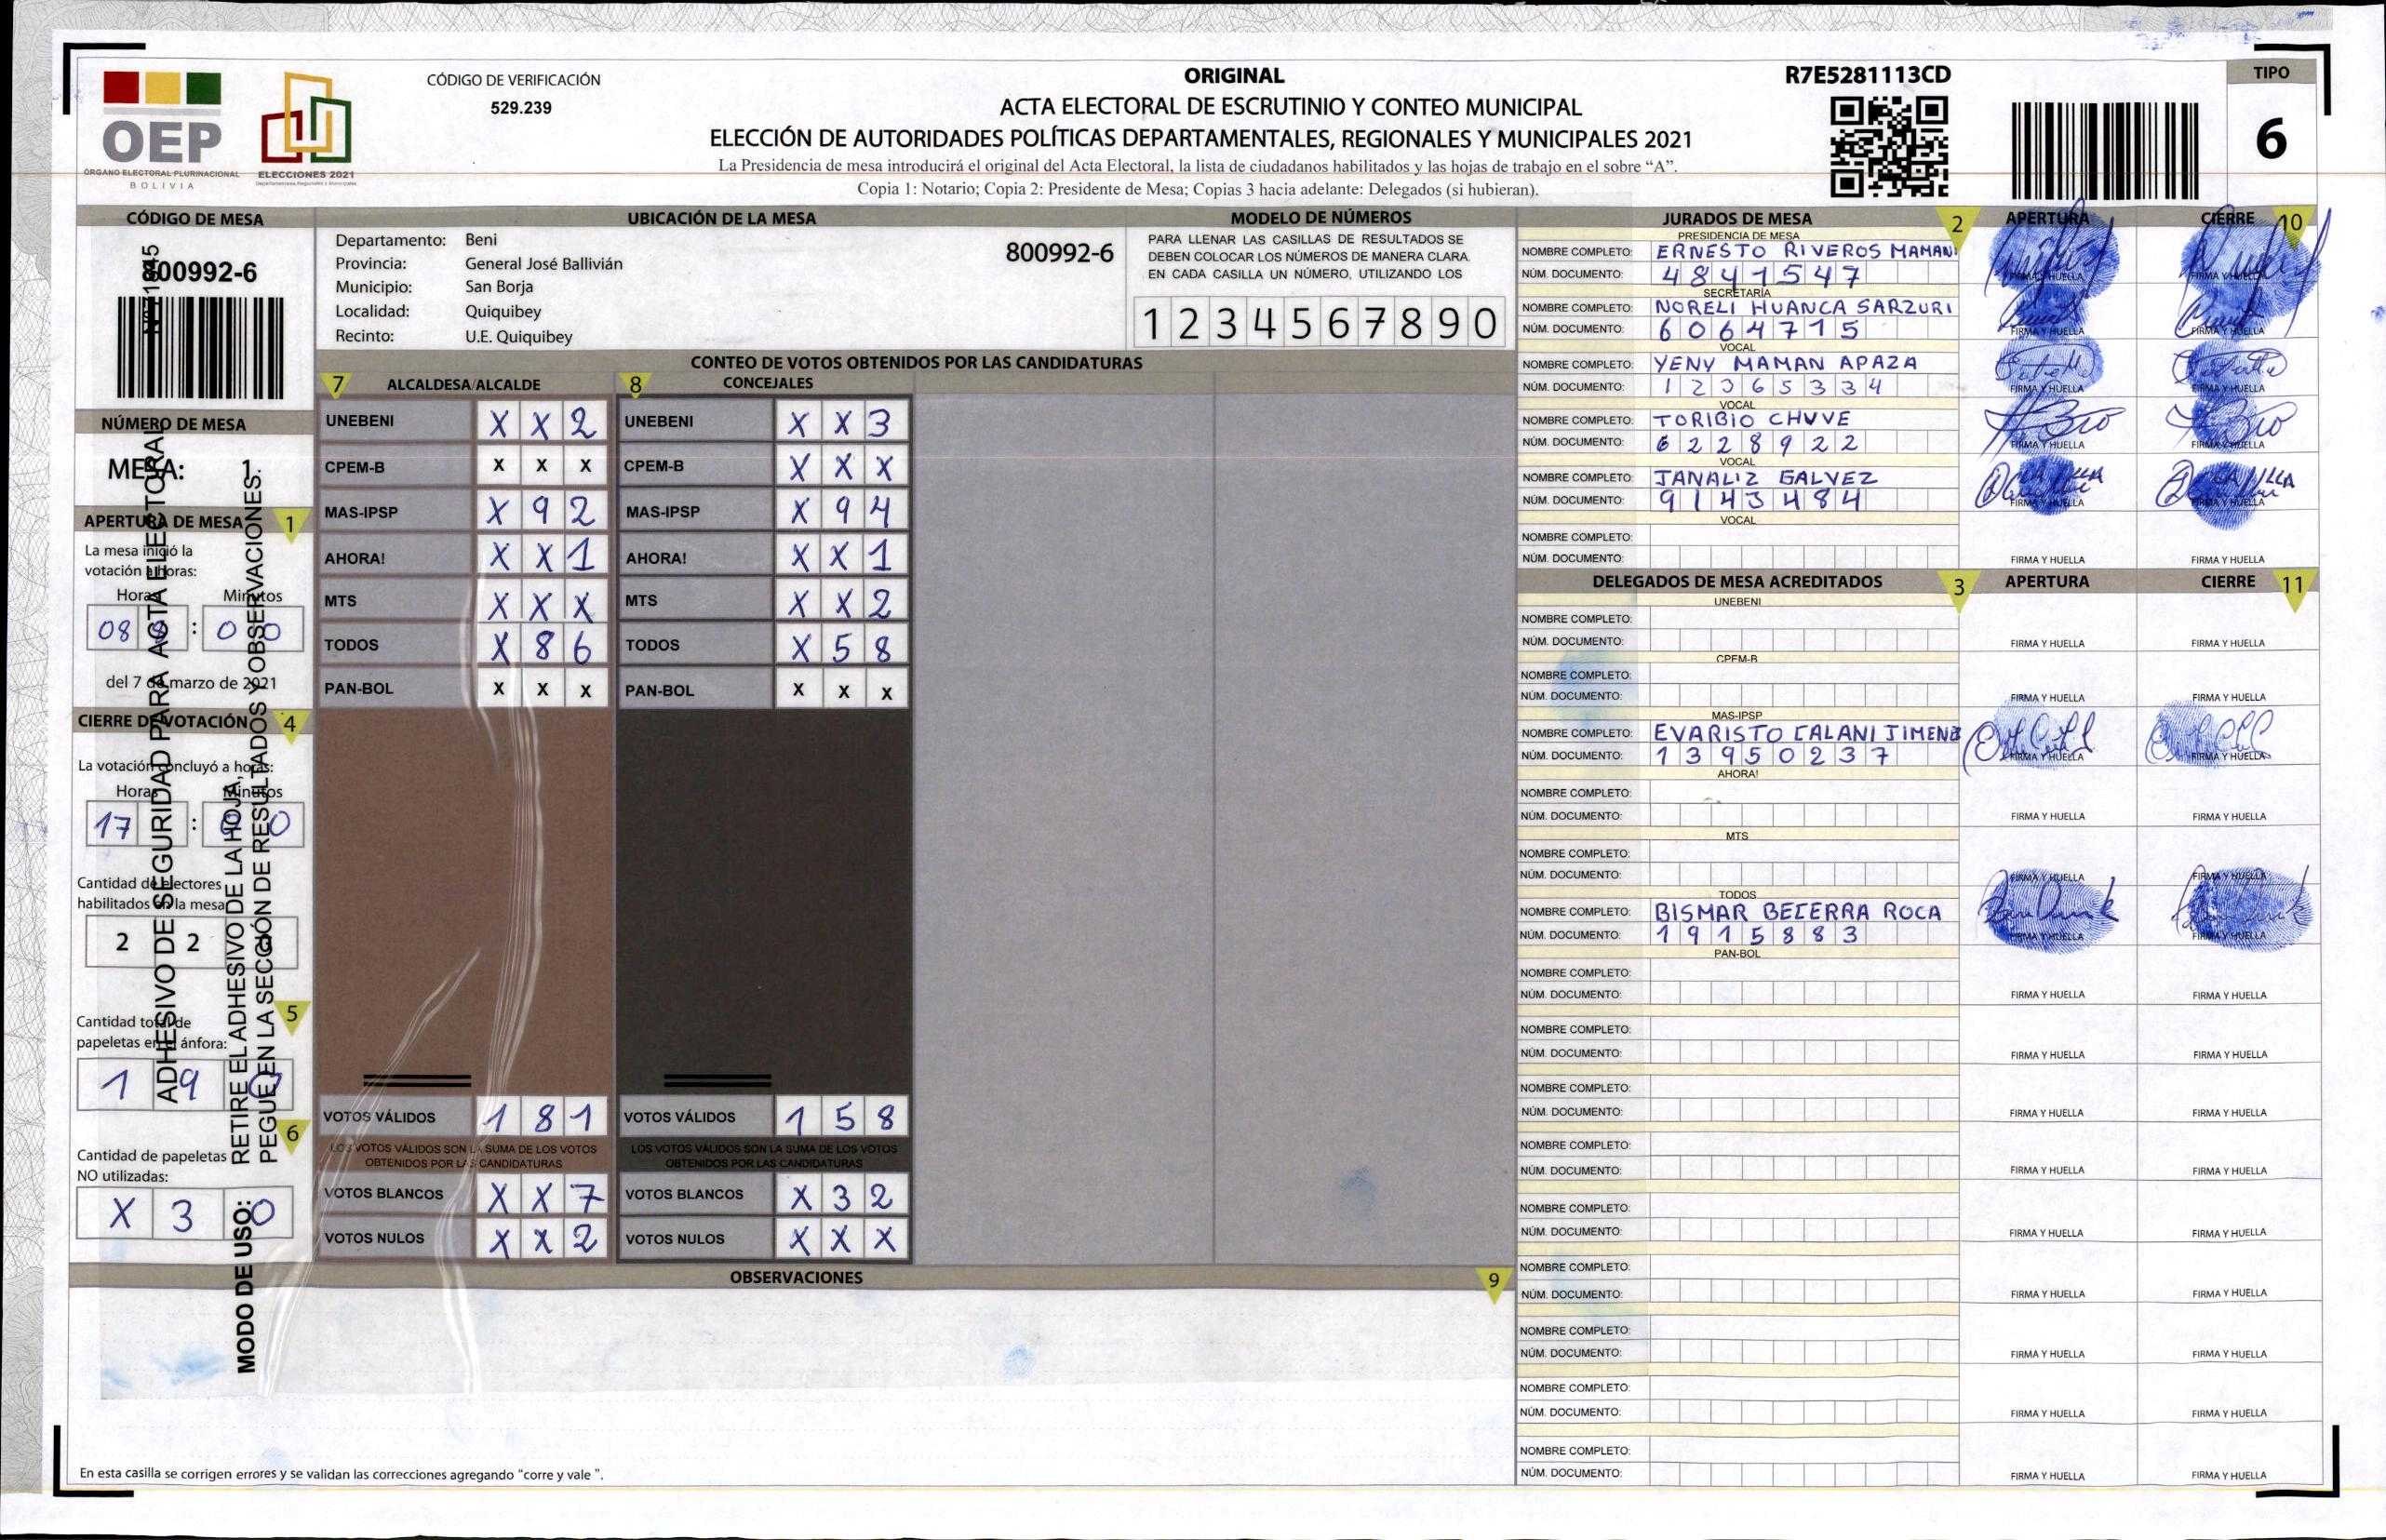 OEP
ÓRGANO ELECTORAL PLURINACIONAL
BOLIVIA
ELECCIONES 2021
CÓDIGO DE VERIFICACIÓN
529.239
ORIGINAL
ACTA ELECTORAL DE ESCRUTINIO Y CONTEO MUNICIPAL
ELECCIÓN DE AUTORIDADES POLÍTICAS DEPARTAMENTALES, REGIONALES Y MUNICIPALES 2021
La Presidencia de mesa introducirá el original del Acta Electoral, la lista de ciudadanos habilitados y las hojas de trabajo en el sobre “A”.
Copia 1: Notario; Copia 2: Presidente de Mesa; Copias 3 hacia adelante: Delegados (si hubieran).
R7E5281113CD
TIPO
6
CÓDIGO DE MESA
800992-6
NÚMERO DE MESA
MESA: 1
APERTURA DE MESA 1
La mesa inició la
votación a horas:
Horas Minutos
08 : 00
del 7 de marzo de 2021
CIERRE DE VOTACIÓN 4
La votación concluyó a horas:
Horas Minutos
17 : 00
Cantidad de electores
habilitados en la mesa:
2 2
5
Cantidad total de
papeletas en el ánfora:
1 9 0
6
Cantidad de papeletas
NO utilizadas:
X 3 0
ADHESIVO DE SEGURIDAD PARA ACTA ELECTORAL
MODO DE USO: RETIRE EL ADHESIVO DE LA HOJA,
PEGUE EN LA SECCIÓN DE RESULTADOS Y OBSERVACIONES.
UBICACIÓN DE LA MESA
Departamento: Beni
800992-6
Provincia: General José Ballivián
Municipio: San Borja
Localidad: Quiquibey
Recinto: U.E. Quiquibey
MODELO DE NÚMEROS
PARA LLENAR LAS CASILLAS DE RESULTADOS SE
DEBEN COLOCAR LOS NÚMEROS DE MANERA CLARA
EN CADA CASILLA UN NÚMERO, UTILIZANDO LOS
1 2 3 4 5 6 7 8 9 0
CONTEO DE VOTOS OBTENIDOS POR LAS CANDIDATURAS
7 ALCALDESA/ALCALDE 8 CONCEJALES
UNEBENI X X 2 UNEBENI X X 3
CPEM-B X X X CPEM-B X X X
MAS-IPSP X 9 2 MAS-IPSP X 9 4
AHORA! X X 1 AHORA! X X 1
MTS X X X MTS X X 2
TODOS X 8 6 TODOS X 5 8
PAN-BOL X X X PAN-BOL X X X
VOTOS VÁLIDOS 1 8 1 VOTOS VÁLIDOS 1 5 8
LOS VOTOS VÁLIDOS SON LA SUMA DE LOS VOTOS LOS VOTOS VÁLIDOS SON LA SUMA DE LOS VOTOS
OBTENIDOS POR LAS CANDIDATURAS OBTENIDOS POR LAS CANDIDATURAS
VOTOS BLANCOS X X 7 VOTOS BLANCOS X 3 2
VOTOS NULOS X X 2 VOTOS NULOS X X X
OBSERVACIONES 9
En esta casilla se corrigen errores y se validan las correcciones agregando “corre y vale ”.
JURADOS DE MESA 2 APERTURA CIERRE 10
PRESIDENCIA DE MESA
NOMBRE COMPLETO: ERNESTO RIVEROS MAMANI
NÚM. DOCUMENTO: 4841547 FIRMA Y HUELLA FIRMA Y HUELLA
SECRETARÍA
NOMBRE COMPLETO: NORELI HUANCA SARZURI
NÚM. DOCUMENTO: 6064715 FIRMA Y HUELLA FIRMA Y HUELLA
VOCAL
NOMBRE COMPLETO: YENY MAMAN APAZA
NÚM. DOCUMENTO: 12365334 FIRMA Y HUELLA FIRMA Y HUELLA
VOCAL
NOMBRE COMPLETO: TORIBIO CHUVE
NÚM. DOCUMENTO: 6228922 FIRMA Y HUELLA FIRMA Y HUELLA
VOCAL
NOMBRE COMPLETO: JANALIZ GALVEZ
NÚM. DOCUMENTO: 9143484 FIRMA Y HUELLA FIRMA Y HUELLA
VOCAL
NOMBRE COMPLETO:
NÚM. DOCUMENTO: FIRMA Y HUELLA FIRMA Y HUELLA
DELEGADOS DE MESA ACREDITADOS 3 APERTURA CIERRE 11
UNEBENI
NOMBRE COMPLETO:
NÚM. DOCUMENTO: FIRMA Y HUELLA FIRMA Y HUELLA
CPEM-B
NOMBRE COMPLETO:
NÚM. DOCUMENTO: FIRMA Y HUELLA FIRMA Y HUELLA
MAS-IPSP
NOMBRE COMPLETO: EVARISTO CALANI JIMENE
NÚM. DOCUMENTO: 13950237 FIRMA Y HUELLA FIRMA Y HUELLA
AHORA!
NOMBRE COMPLETO:
NÚM. DOCUMENTO: FIRMA Y HUELLA FIRMA Y HUELLA
MTS
NOMBRE COMPLETO:
NÚM. DOCUMENTO: FIRMA Y HUELLA FIRMA Y HUELLA
TODOS
NOMBRE COMPLETO: BISMAR BECERRA ROCA
NÚM. DOCUMENTO: 1915883 FIRMA Y HUELLA FIRMA Y HUELLA
PAN-BOL
NOMBRE COMPLETO:
NÚM. DOCUMENTO: FIRMA Y HUELLA FIRMA Y HUELLA
NOMBRE COMPLETO:
NÚM. DOCUMENTO: FIRMA Y HUELLA FIRMA Y HUELLA
NOMBRE COMPLETO:
NÚM. DOCUMENTO: FIRMA Y HUELLA FIRMA Y HUELLA
NOMBRE COMPLETO:
NÚM. DOCUMENTO: FIRMA Y HUELLA FIRMA Y HUELLA
NOMBRE COMPLETO:
NÚM. DOCUMENTO: FIRMA Y HUELLA FIRMA Y HUELLA
NOMBRE COMPLETO:
NÚM. DOCUMENTO: FIRMA Y HUELLA FIRMA Y HUELLA
NOMBRE COMPLETO:
NÚM. DOCUMENTO: FIRMA Y HUELLA FIRMA Y HUELLA
NOMBRE COMPLETO:
NÚM. DOCUMENTO: FIRMA Y HUELLA FIRMA Y HUELLA
NOMBRE COMPLETO:
NÚM. DOCUMENTO: FIRMA Y HUELLA FIRMA Y HUELLA